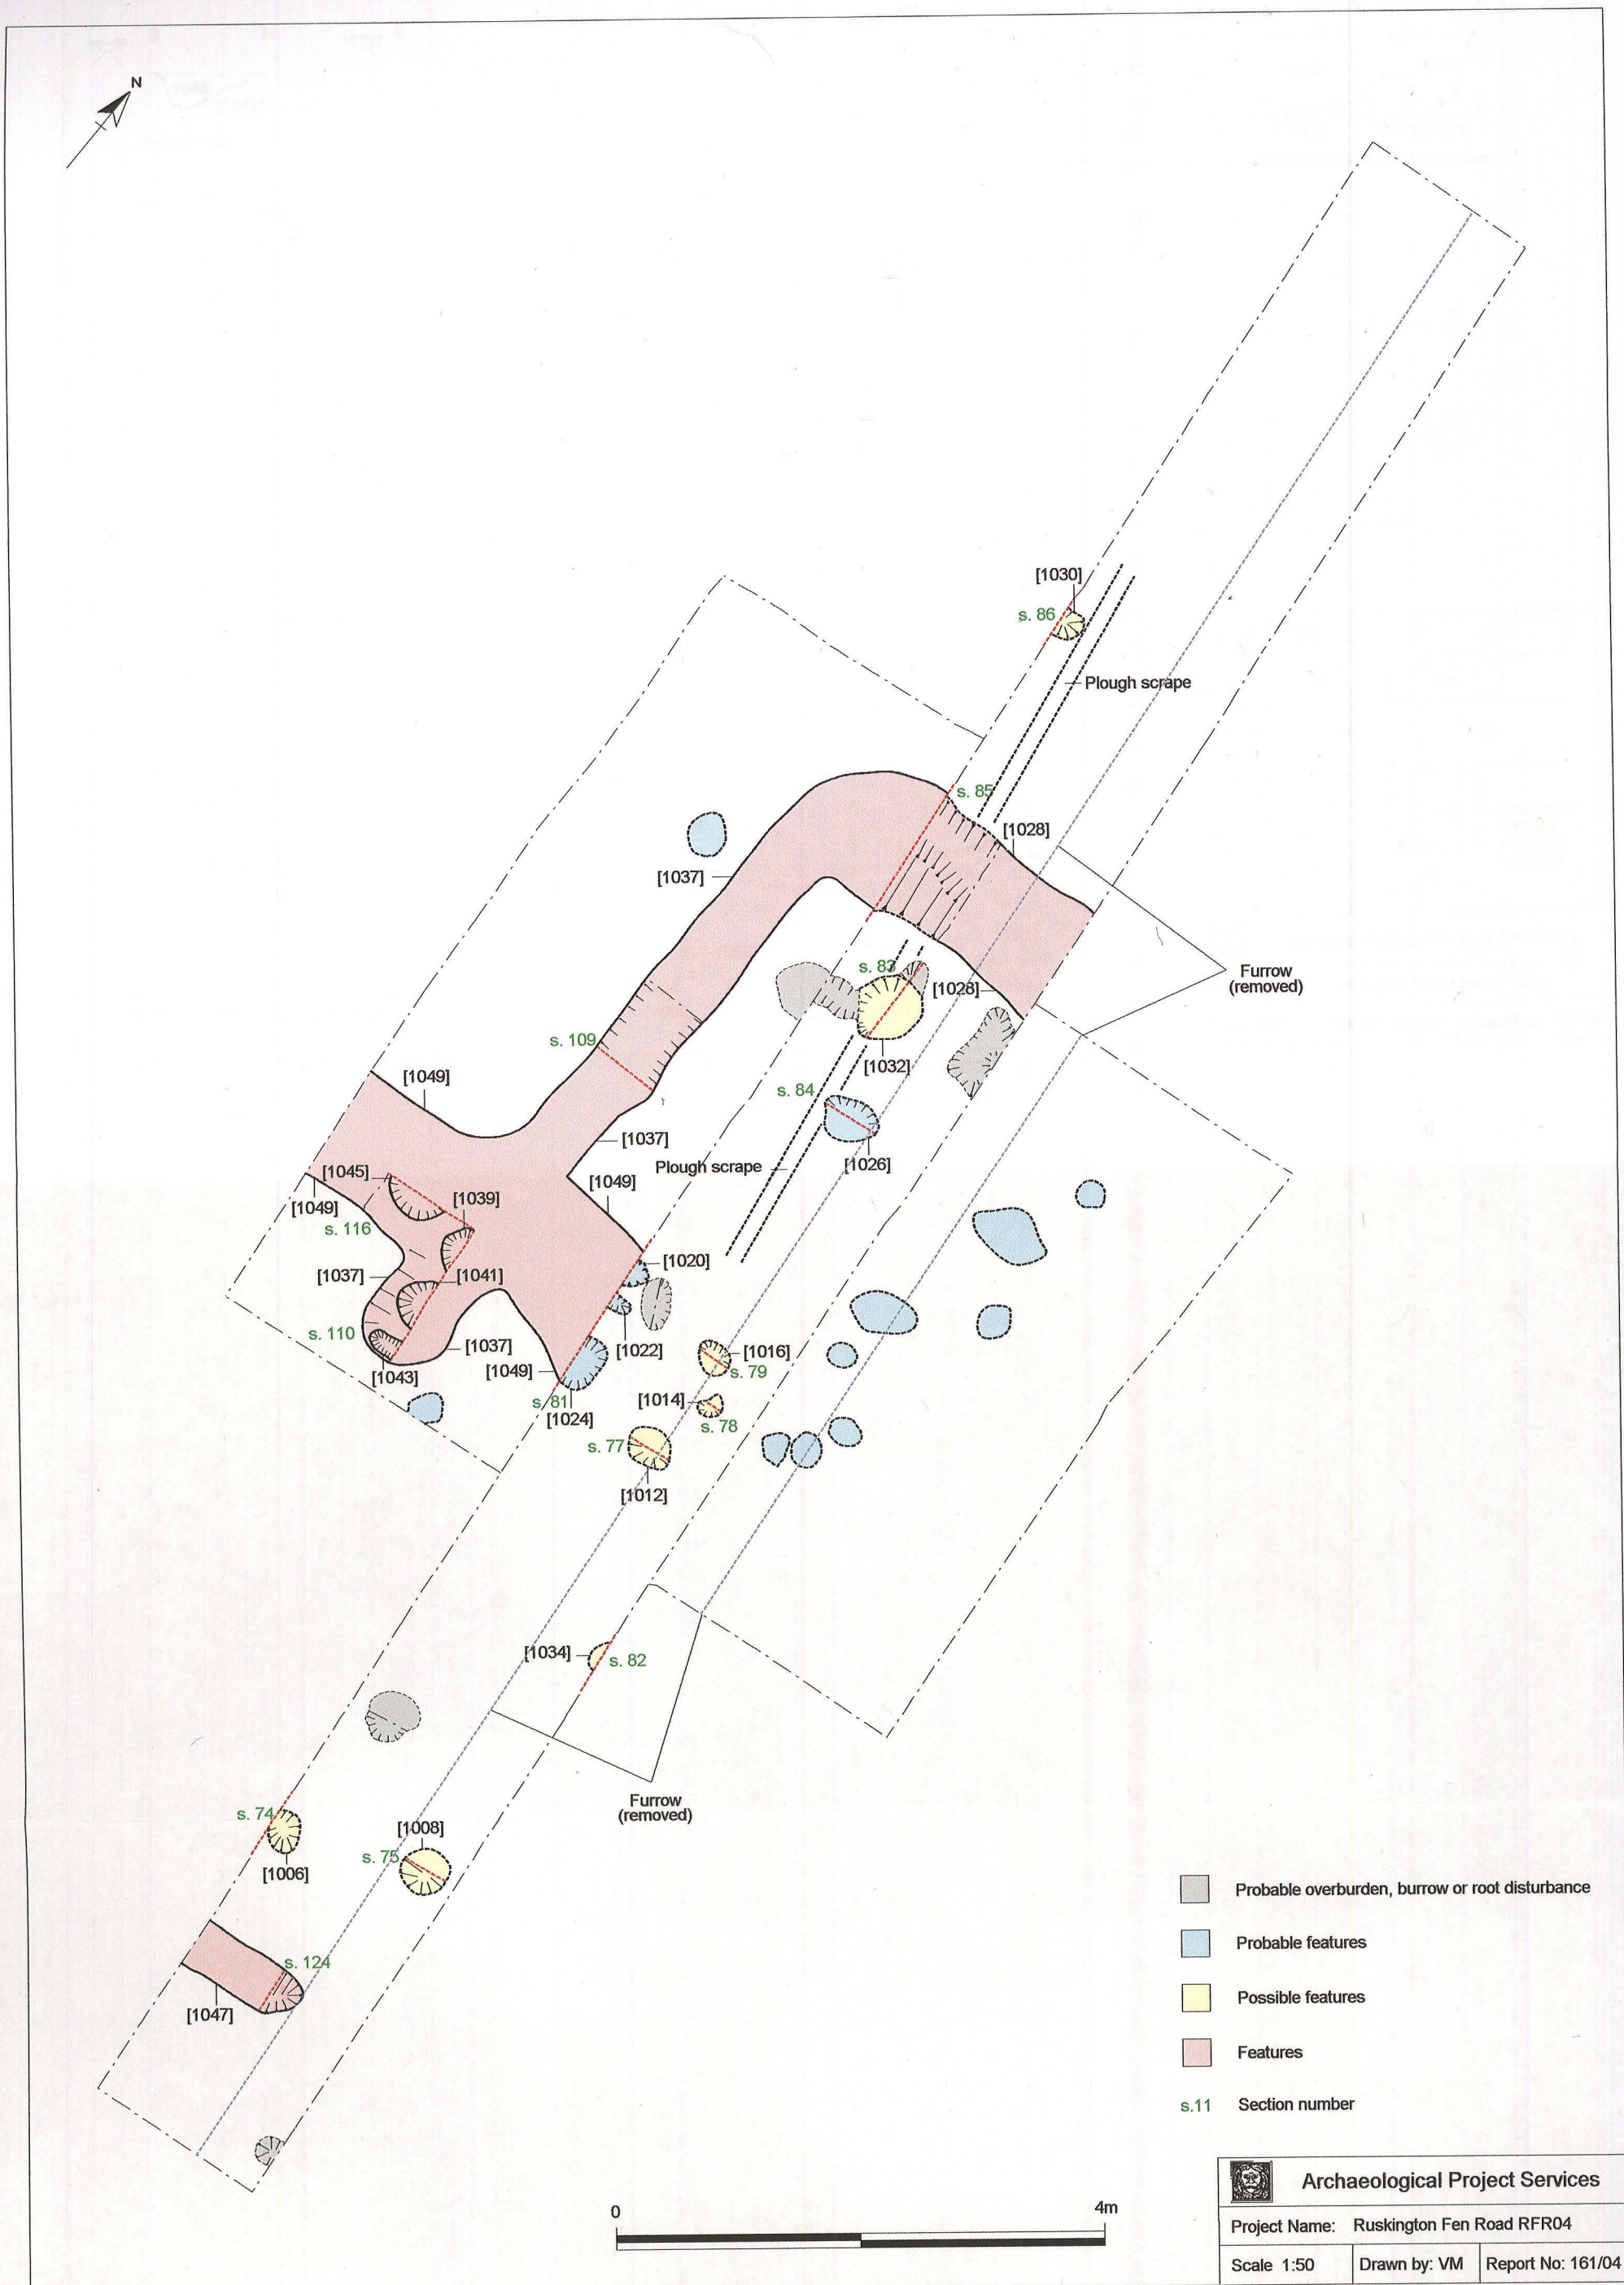 N
[1030]
s. 86
Plough scrape
s. 85
[1028]
[1037]
Furrow
(removed)
s. 83
[1028]
s. 109
[1032]
[1049]
s. 84
[1037]
Plough scrape
[1026]
[1045]
[1049]
[1039]
[1049]
s. 116
[1020]
[1037]
[1041]
s. 110
[1037]
[1022]
[1016]
[1049]
s. 79
[1043]
s. 81
[1014]
[1024]
s. 78
s. 77
[1012]
[1034]
s. 82
Furrow
(removed)
s. 74
[1008]
s. 75
[1006]
s. 124
[1047]
Probable overburden, burrow or root disturbance
Probable features
Possible features
Features
s.11 Section number
0 4m
Archaeological Project Services
Project Name: Ruskington Fen Road RFR04
Scale 1:50 Drawn by: VM Report No: 161/04